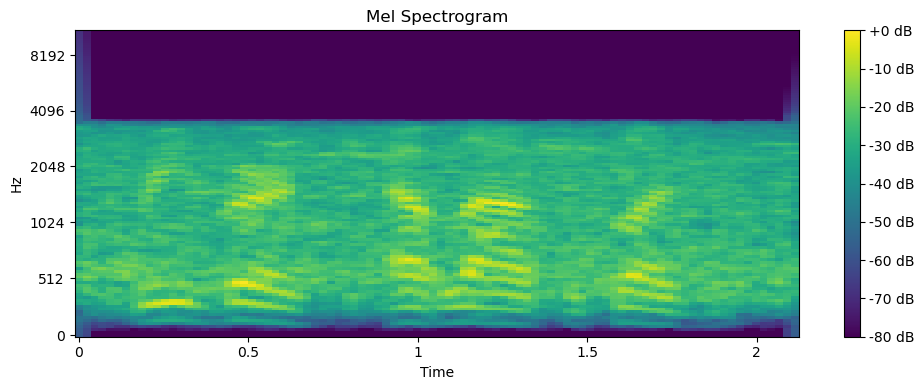 Mel Spectrogram
8192
4096
2048
1024
512
0
Hz
0
0.5
1
1.5
2
Time
+0 dB
-10 dB
-20 dB
-30 dB
-40 dB
-50 dB
-60 dB
-70 dB
-80 dB